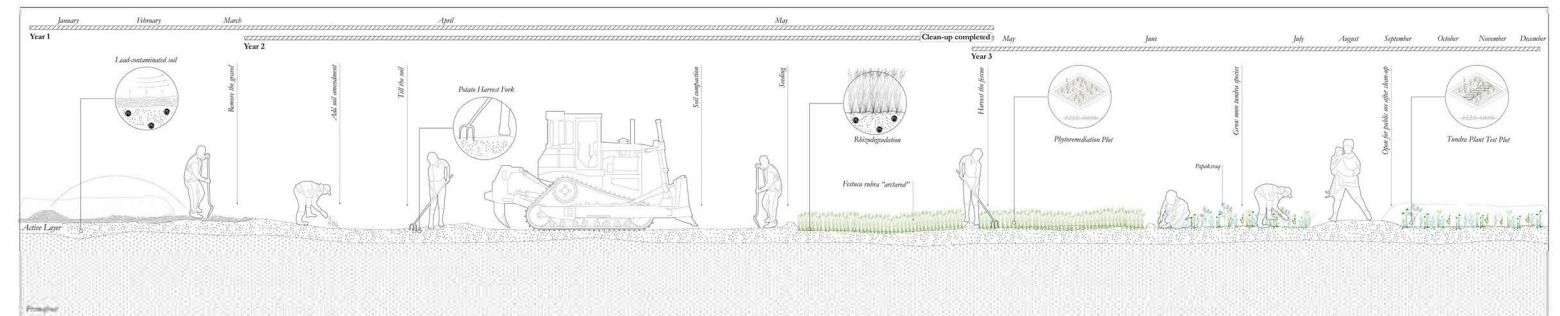 January February March April May
Year 1
Year 2
Clean-up completed
May June July August September October November December
Year 3
Lead-contaminated soil
Remove the gravel
Add soil amendment
Till the soil
Potato Harvest Fork
Soil compaction
Seeding
Rhizodegradation
Festuca rubra "arctared"
Harvest the fescue
Phytoremediation Plot
Papakoruq
Grow more tundra species
Open for public use after clean-up
Tundra Plant Test Plot
Active Layer
Permafrost